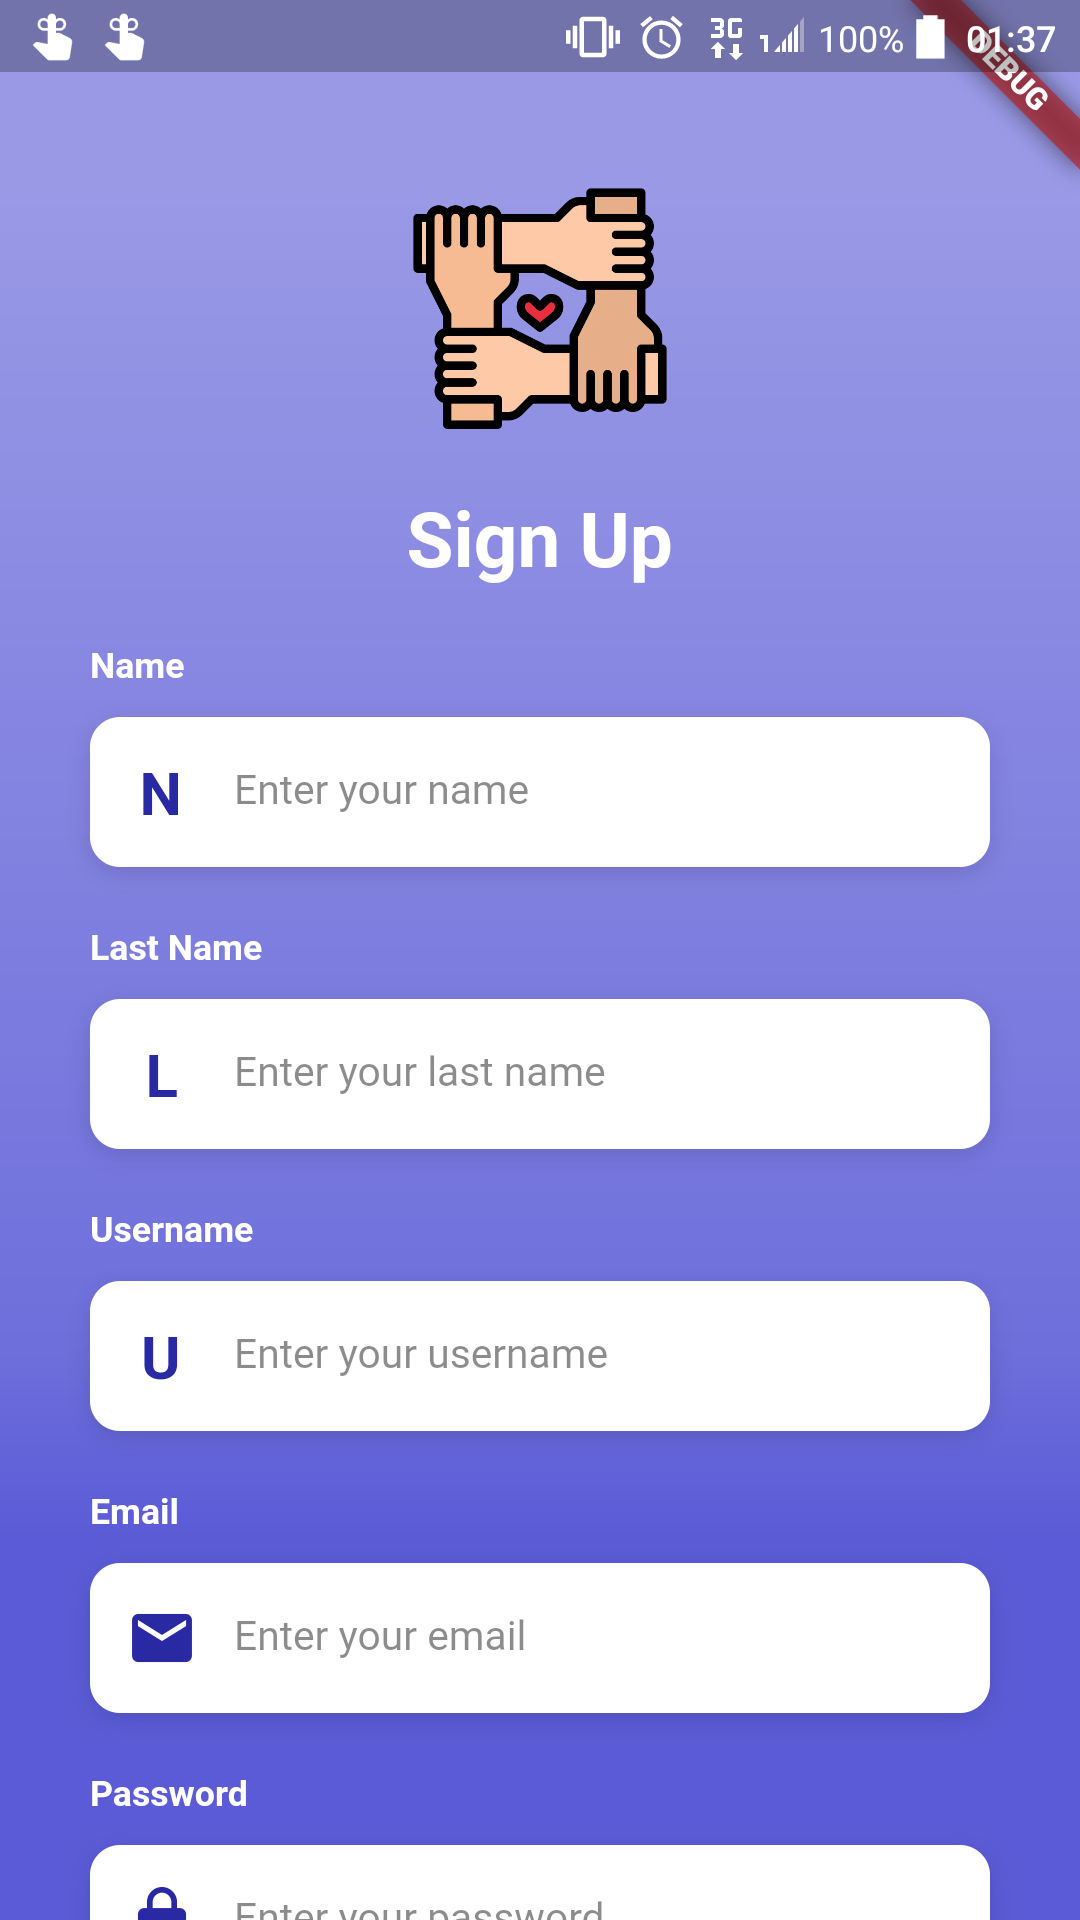 3G 1 100% 01:37
DEBUG
Sign Up
Name
N Enter your name
Last Name
L Enter your last name
Username
U Enter your username
Email
Enter your email
Password
Enter your password